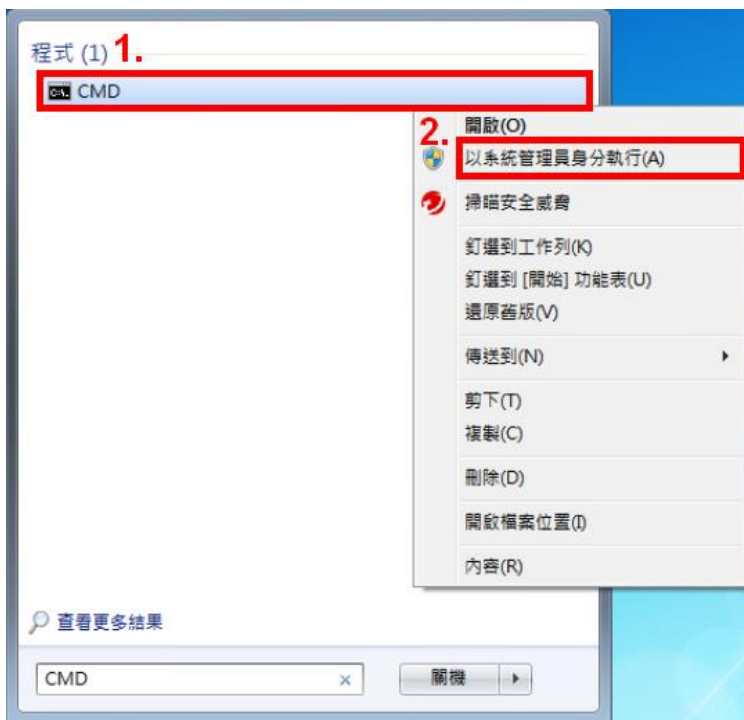 程式 (1) 1.
CMD
2. 開啟(O)
以系統管理員身分執行(A)
掃瞄安全威脅
釘選到工作列(K)
釘選到 [開始] 功能表(U)
還原舊版(V)
傳送到(N)
剪下(T)
複製(C)
刪除(D)
開啟檔案位置(I)
內容(R)
查看更多結果
CMD × 關機